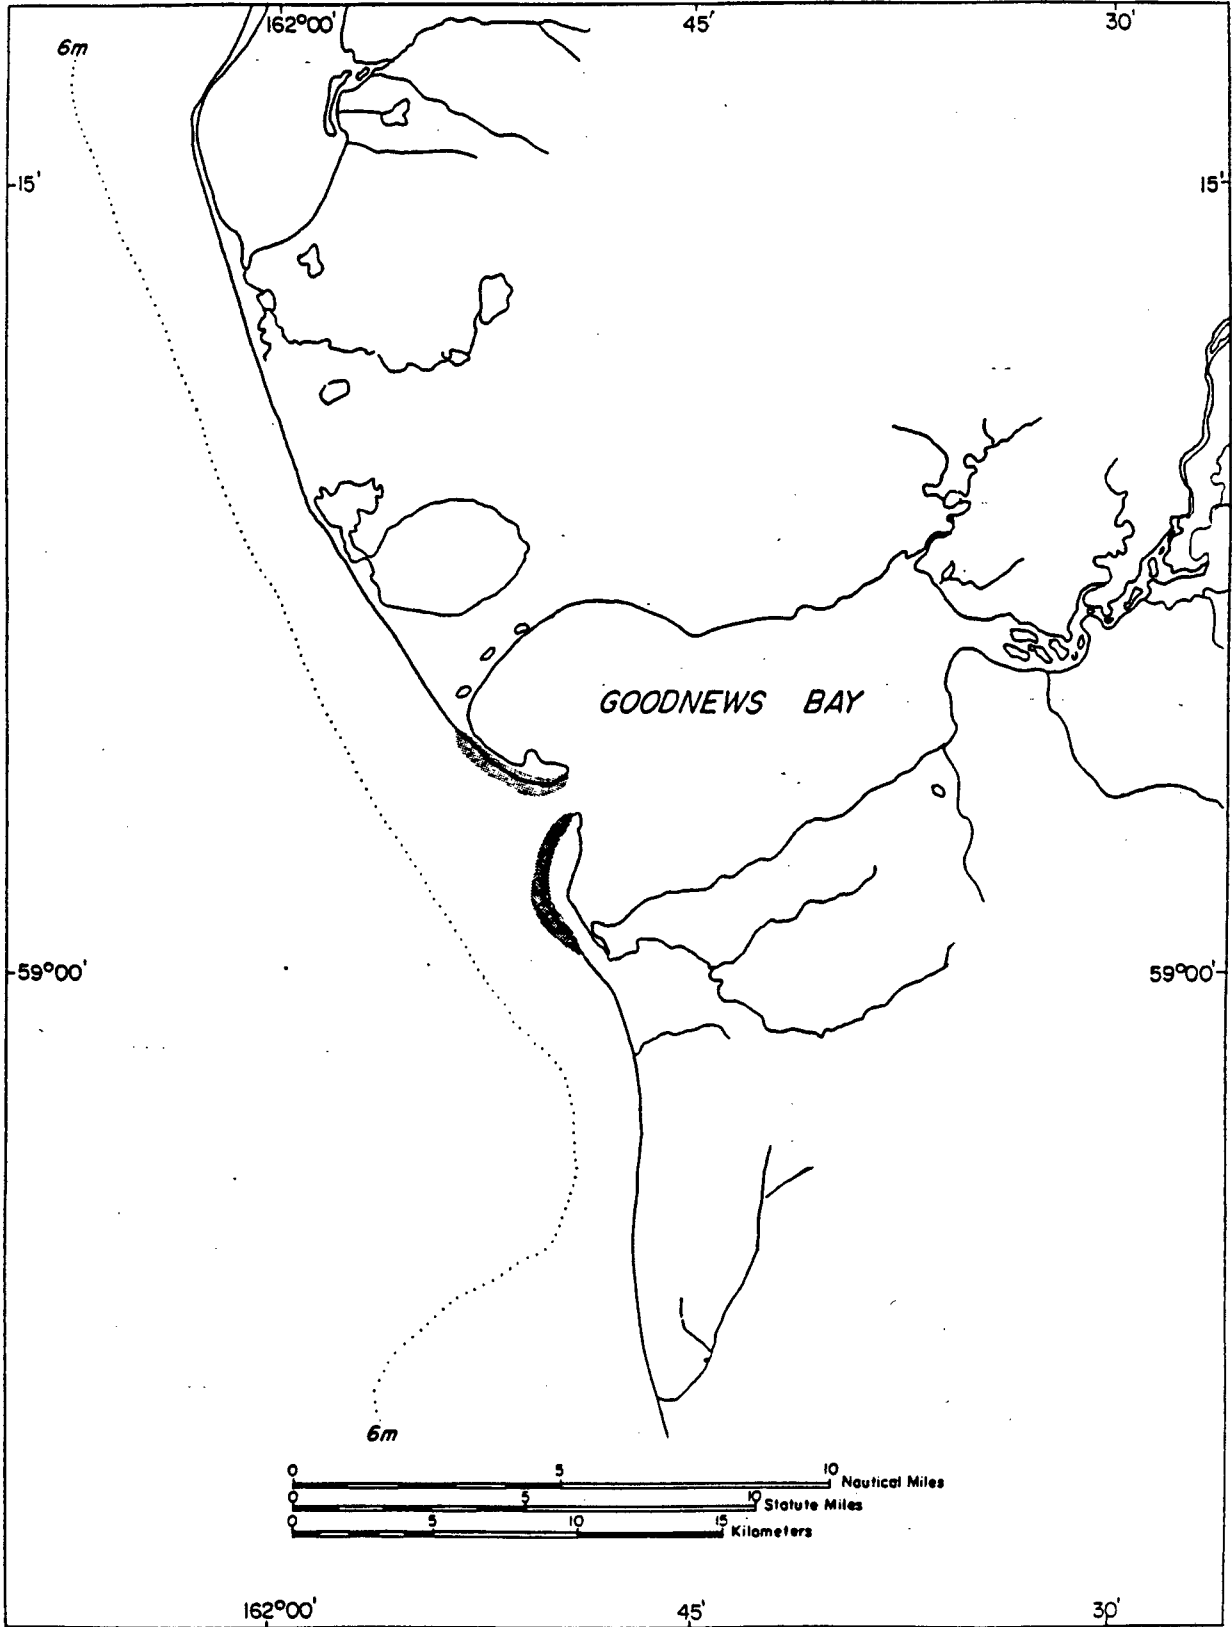 162°00' 45' 30'
6m
15' 15'
GOODNEWS BAY
59°00' 59°00'
6m
0 5 10 Nautical Miles
0 5 10 Statute Miles
0 5 10 15 Kilometers
162°00' 45' 30'